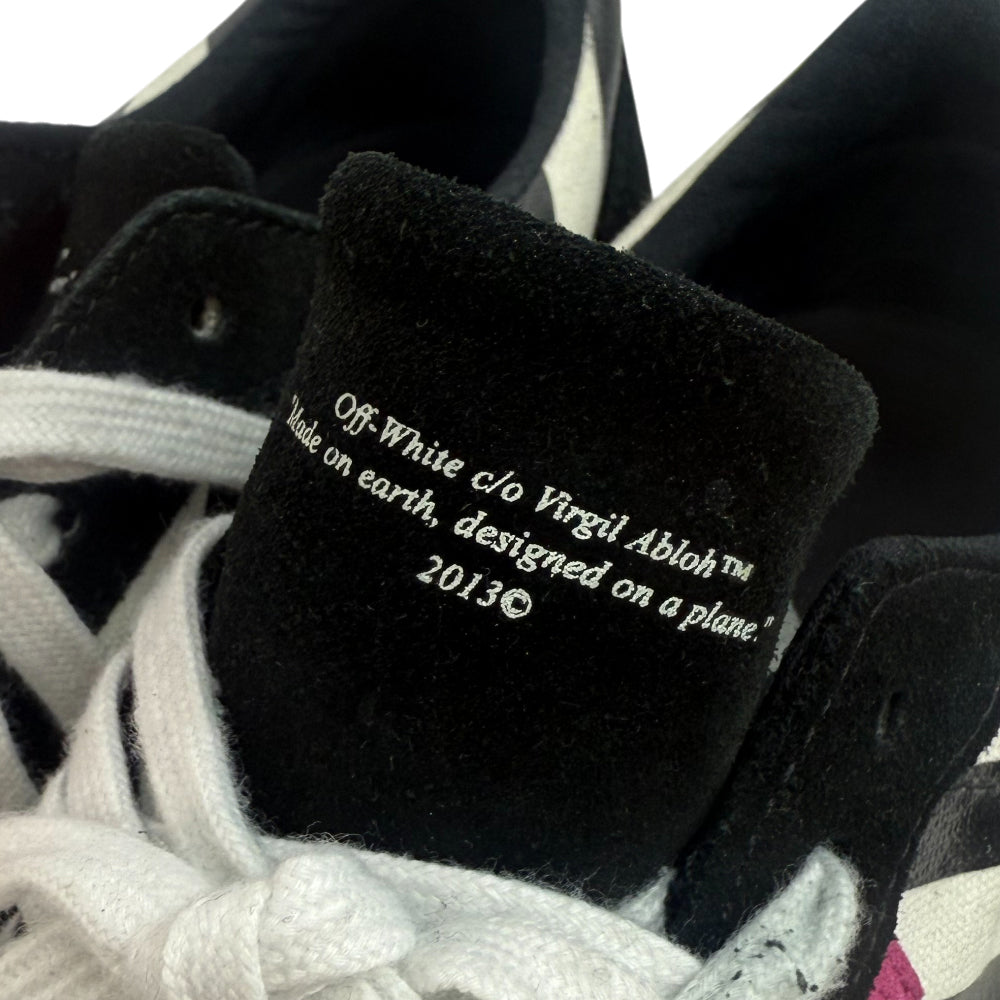 Off-White c/o Virgil Abloh™
"Made on earth, designed on a plane."
2013©